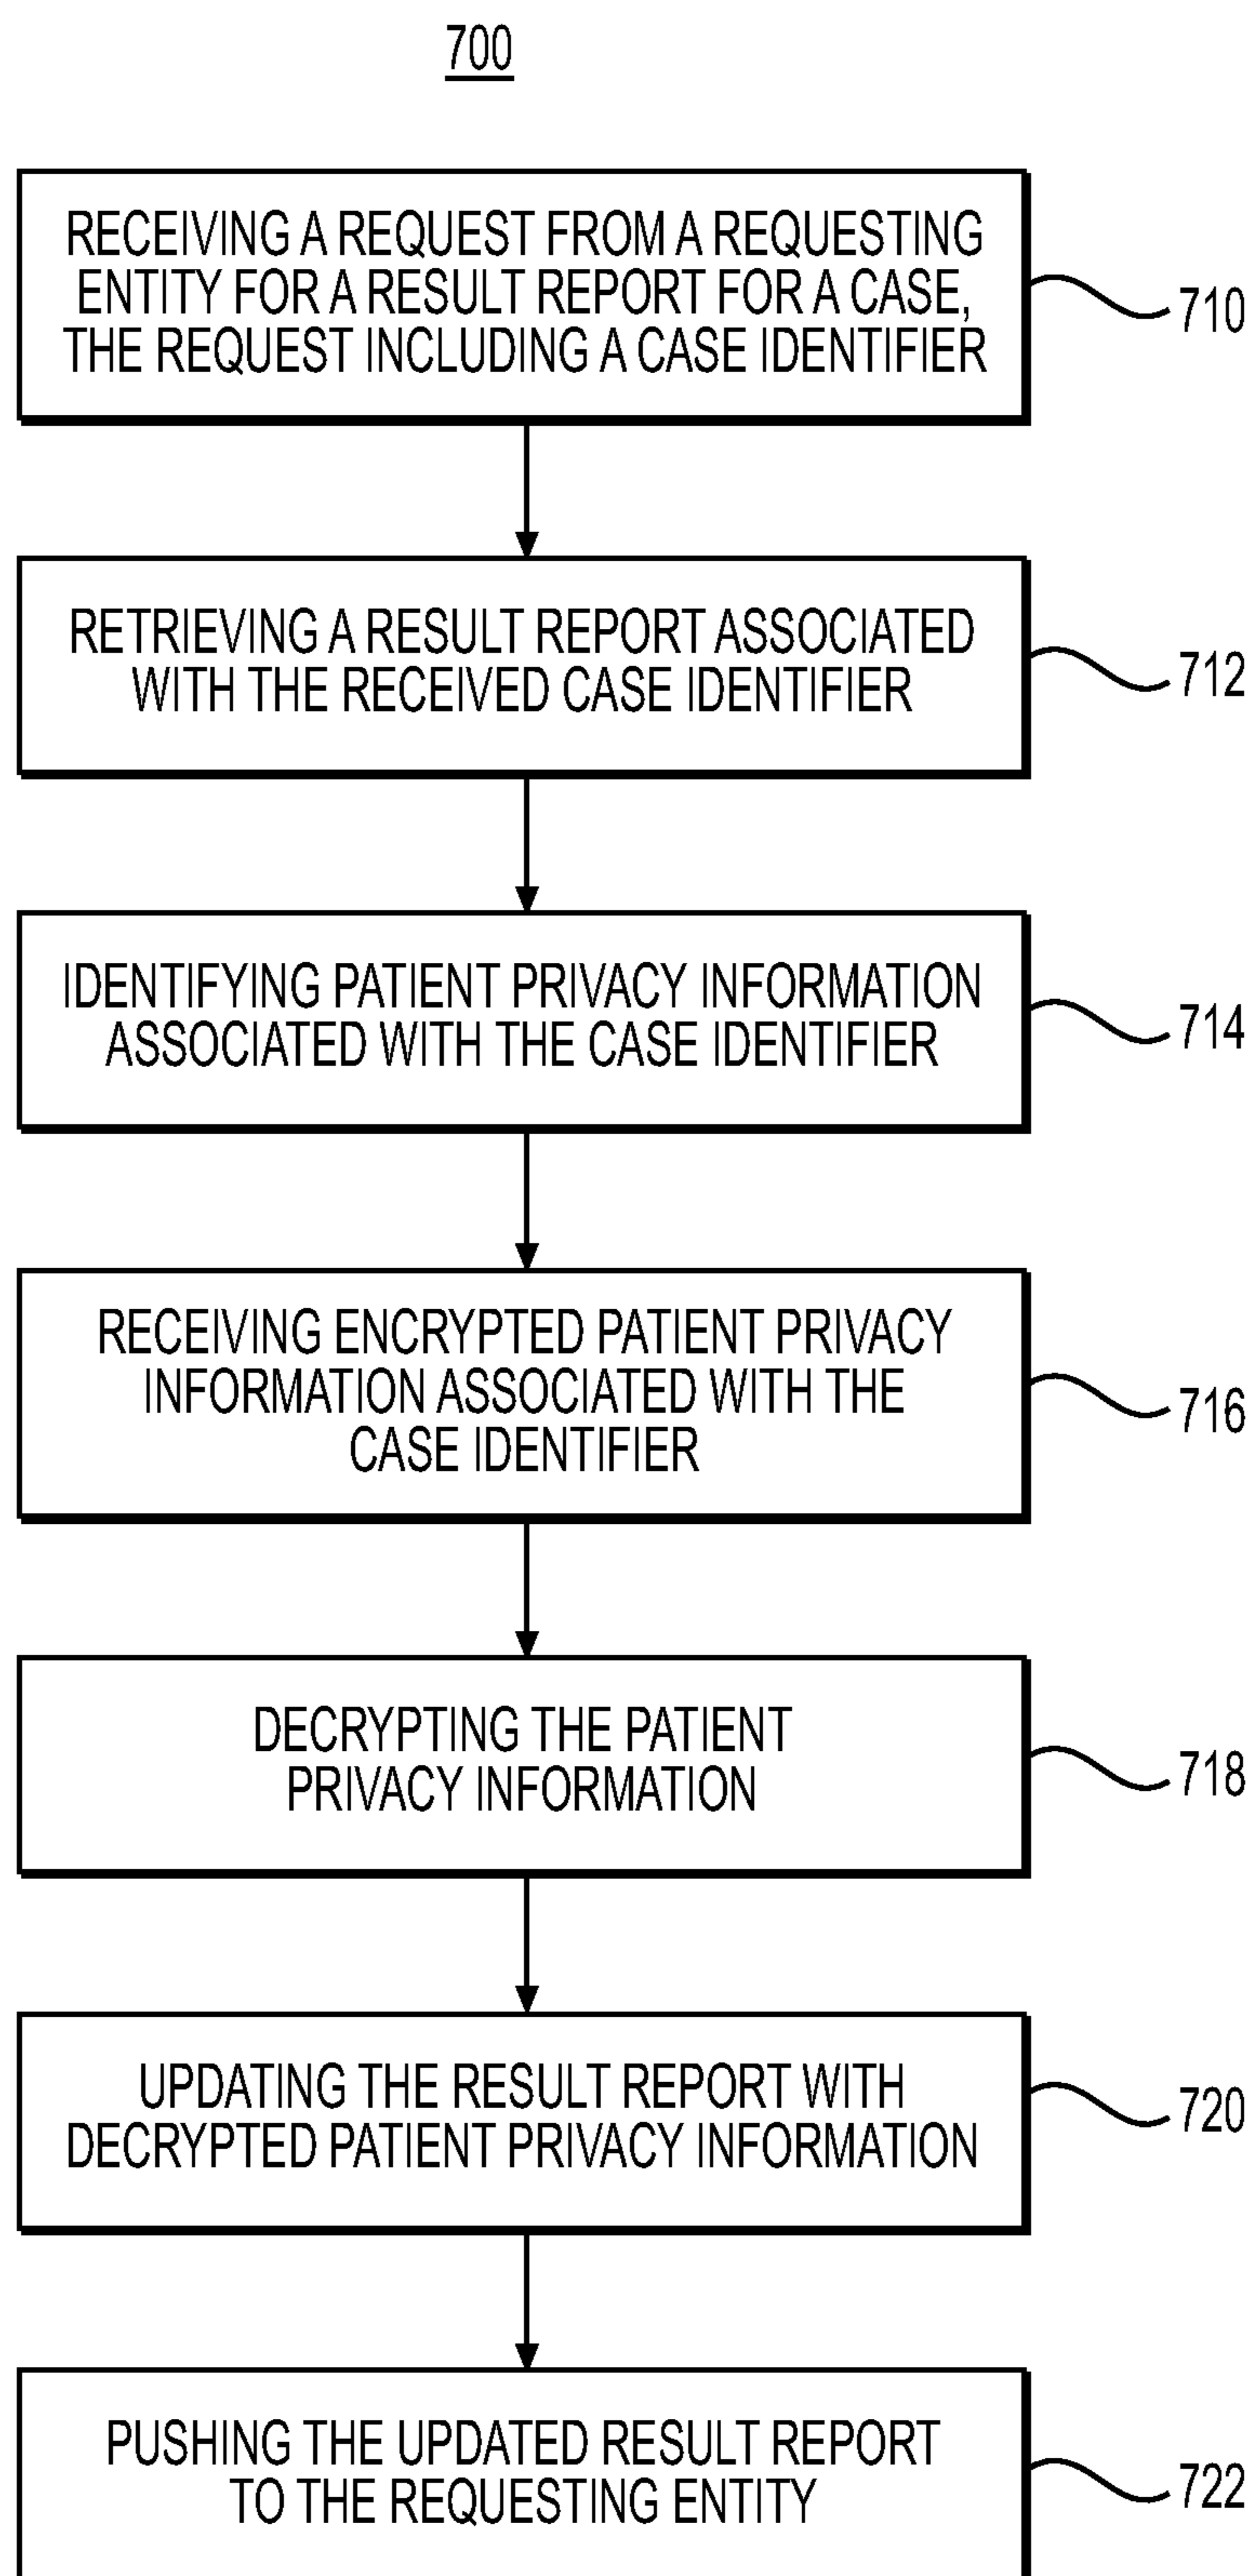 700
RECEIVING A REQUEST FROM A REQUESTING
ENTITY FOR A RESULT REPORT FOR A CASE,
THE REQUEST INCLUDING A CASE IDENTIFIER
710
RETRIEVING A RESULT REPORT ASSOCIATED
WITH THE RECEIVED CASE IDENTIFIER
712
IDENTIFYING PATIENT PRIVACY INFORMATION
ASSOCIATED WITH THE CASE IDENTIFIER
714
RECEIVING ENCRYPTED PATIENT PRIVACY
INFORMATION ASSOCIATED WITH THE
CASE IDENTIFIER
716
DECRYPTING THE PATIENT
PRIVACY INFORMATION
718
UPDATING THE RESULT REPORT WITH
DECRYPTED PATIENT PRIVACY INFORMATION
720
PUSHING THE UPDATED RESULT REPORT
TO THE REQUESTING ENTITY
722